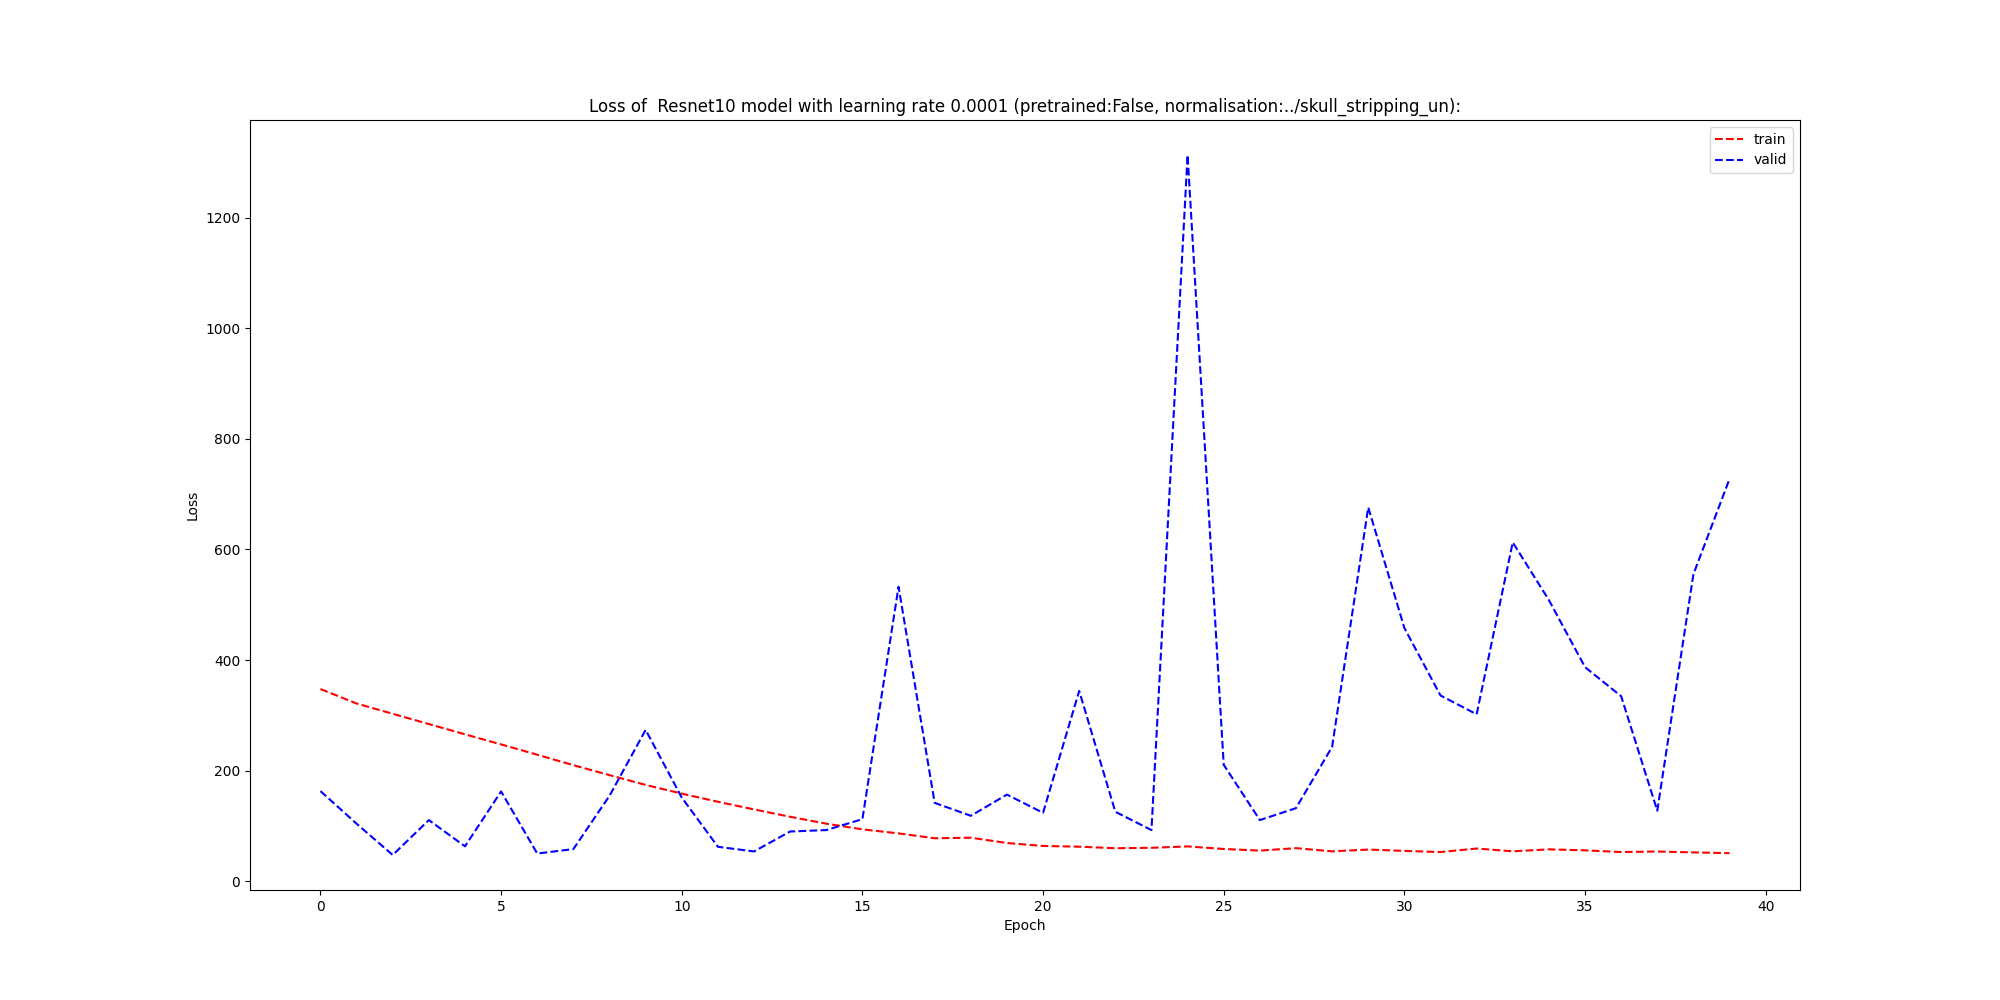 Loss of  Resnet10 model with learning rate 0.0001 (pretrained:False, normalisation:../skull_stripping_un):
train
valid
1200
1000
800
600
400
200
0
Loss
0 5 10 15 20 25 30 35 40
Epoch